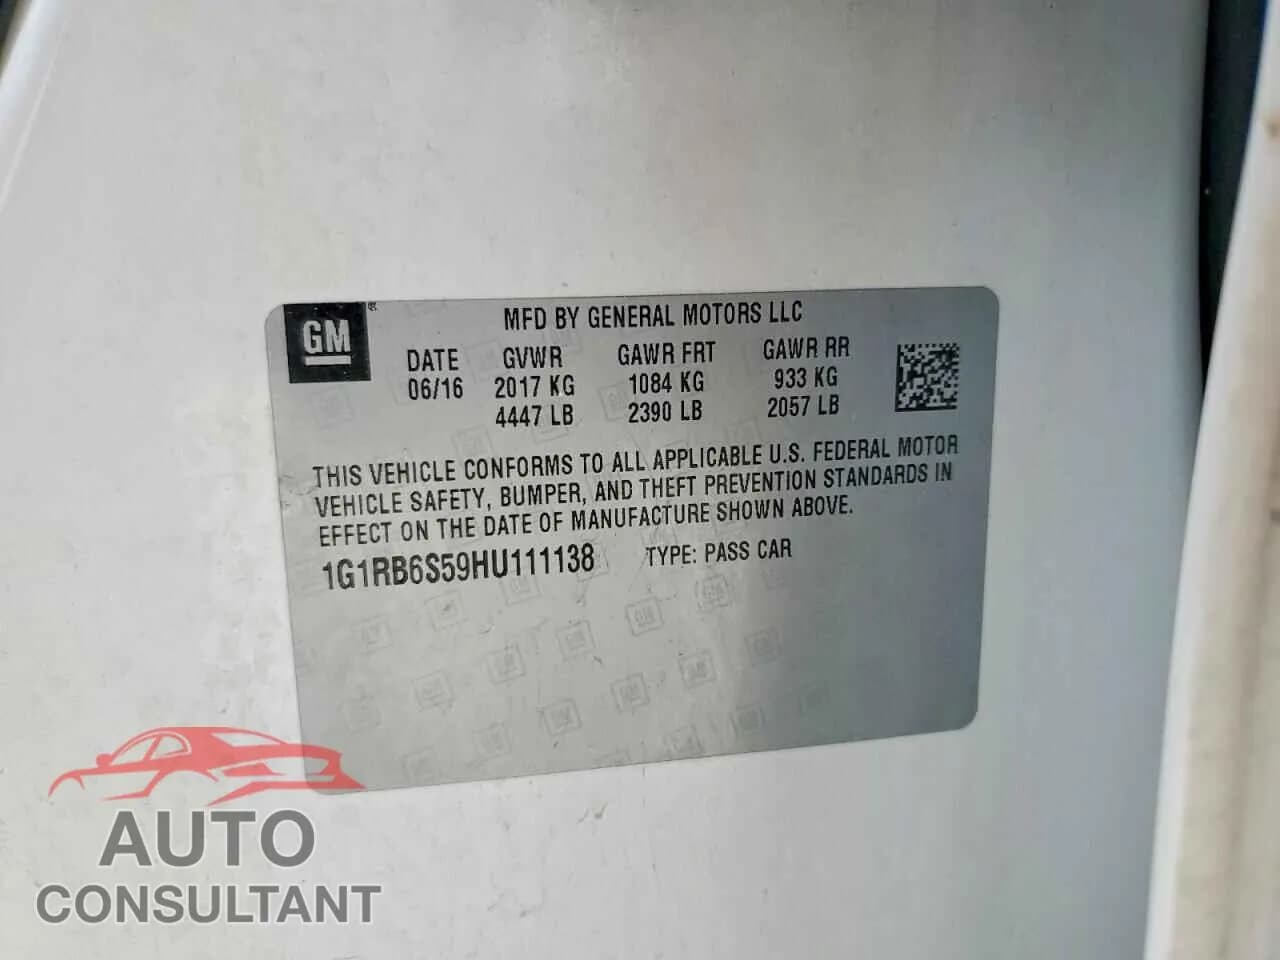 GM®
MFD BY GENERAL MOTORS LLC
DATE GVWR GAWR FRT GAWR RR
06/16 2017 KG 1084 KG 933 KG
4447 LB 2390 LB 2057 LB
THIS VEHICLE CONFORMS TO ALL APPLICABLE U.S. FEDERAL MOTOR
VEHICLE SAFETY, BUMPER, AND THEFT PREVENTION STANDARDS IN
EFFECT ON THE DATE OF MANUFACTURE SHOWN ABOVE.
1G1RB6S59HU111138 TYPE: PASS CAR
AUTO
CONSULTANT